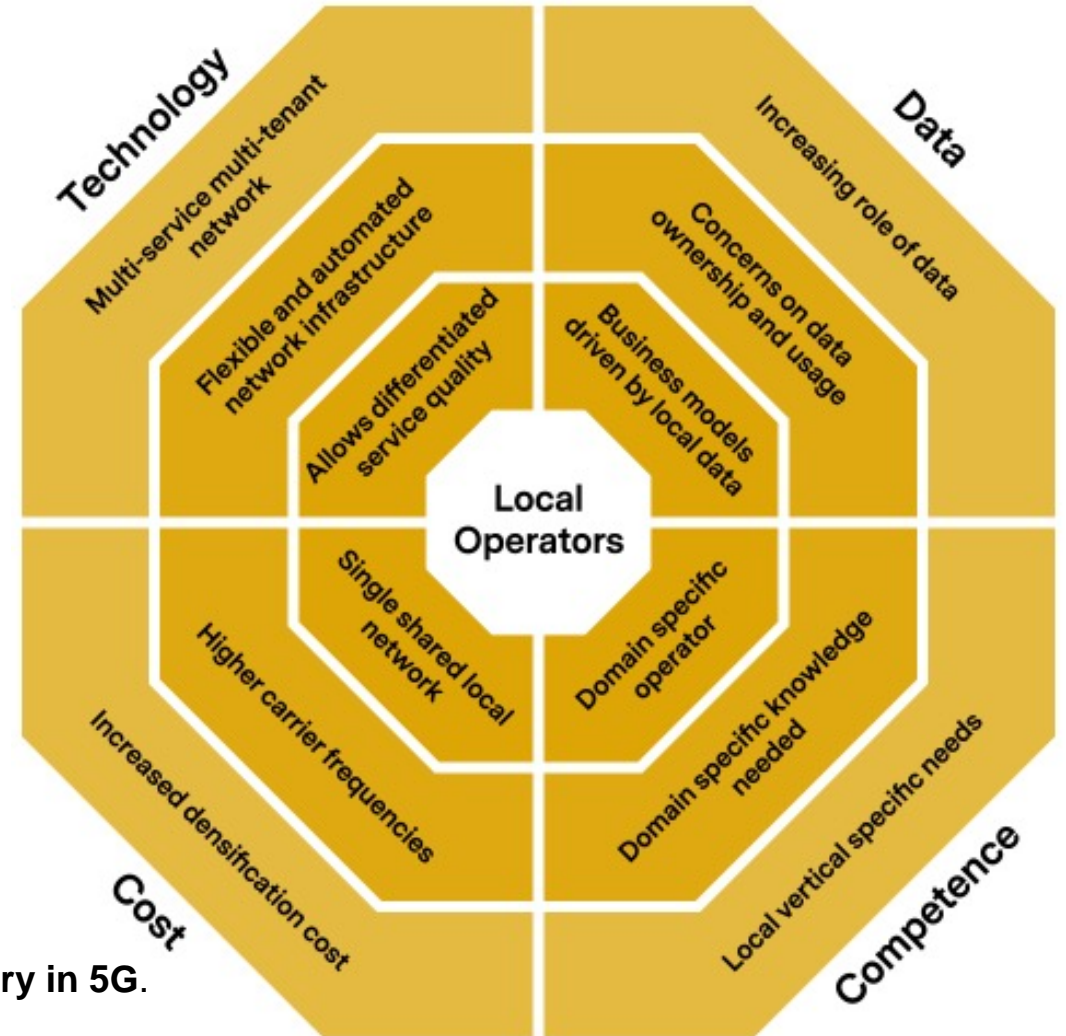 Technology
Multi-service multi-tenant
network
Flexible and automated
network infrastructure
Allows differentiated
service quality
Data
Increasing role of data
Concerns on data
ownership and usage
Business models
driven by local data
Local
Operators
Single shared local
network
Higher carrier frequencies
Increased densification cost
Cost
Domain specific
operator
Domain specific knowledge
needed
Local vertical specific needs
Competence
ry in 5G.